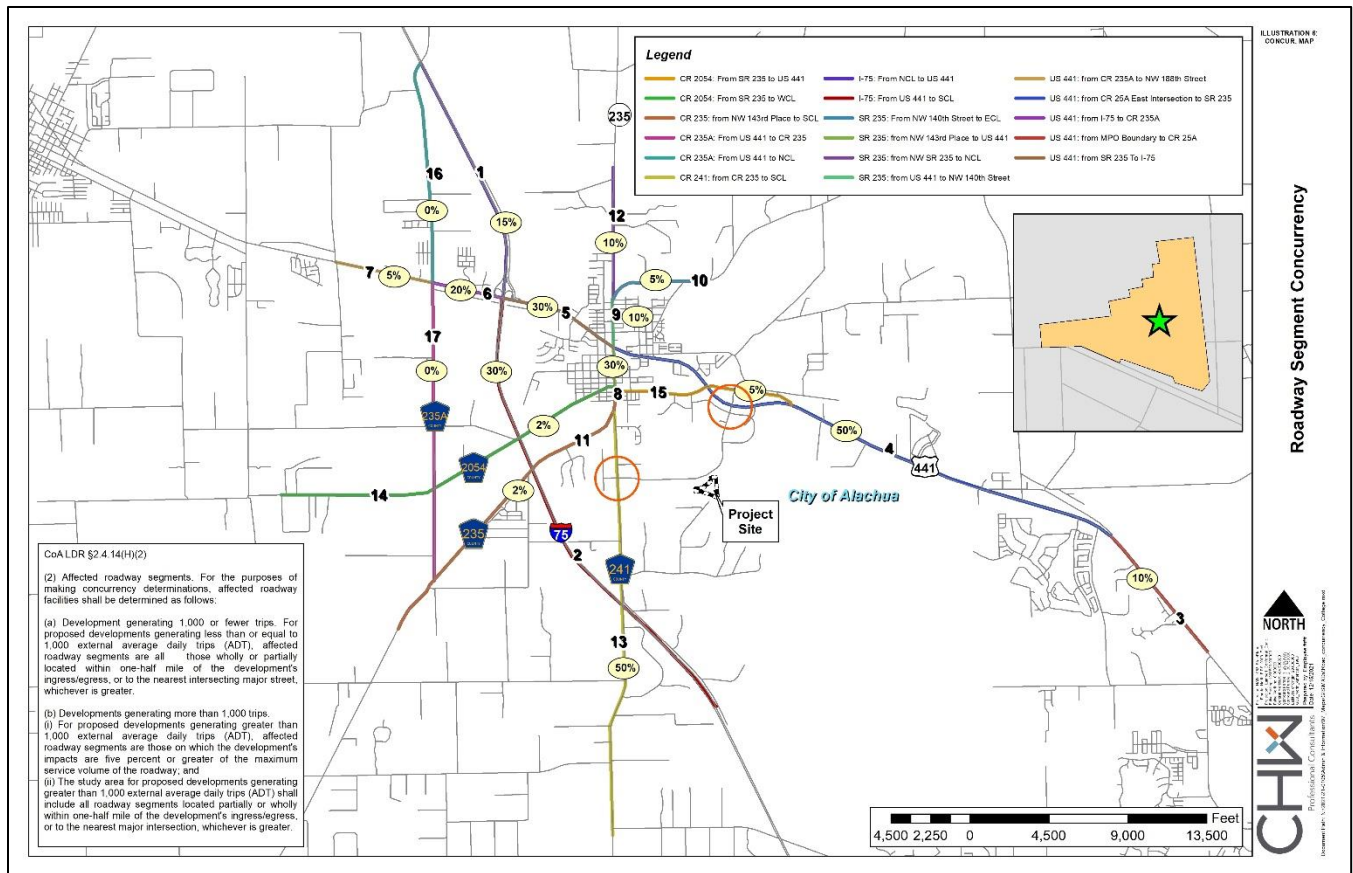 ILLUSTRATION 8:
CONCUR. MAP
Legend
CR 2054: From SR 235 to US 441
CR 2054: From SR 235 to WCL
CR 235: from NW 143rd Place to SCL
CR 235A: From US 441 to CR 235
CR 235A: From US 441 to NCL
CR 241: from CR 235 to SCL
I-75: From NCL to US 441
I-75: From US 441 to SCL
SR 235: From NW 140th Street to ECL
SR 235: from NW 143rd Place to US 441
SR 235: from NW SR 235 to NCL
SR 235: from US 441 to NW 140th Street
US 441: from CR 235A to NW 188th Street
US 441: from CR 25A East Intersection to SR 235
US 441: from I-75 to CR 235A
US 441: from MPO Boundary to CR 25A
US 441: from SR 235 To I-75
235
16
1
0%
15%
12
10%
7
5%
20%
6
30%
5
5%
10
9
10%
17
0%
30%
30%
8
15
5%
235A
COUNTY
2%
11
50%
4
441
2054
COUNTY
14
2%
235
COUNTY
75
2
241
COUNTY
Project
Site
City of Alachua
13
50%
10%
3
CoA LDR §2.4.14(H)(2)
(2) Affected roadway segments. For the purposes of
making concurrency determinations, affected roadway
facilities shall be determined as follows:
(a) Development generating 1,000 or fewer trips. For
proposed developments generating less than or equal to
1,000 external average daily trips (ADT), affected
roadway segments are all those wholly or partially
located within one-half mile of the development's
ingress/egress, or to the nearest intersecting major street,
whichever is greater.
(b) Developments generating more than 1,000 trips.
(i) For proposed developments generating greater than
1,000 external average daily trips (ADT), affected
roadway segments are those on which the development's
impacts are five percent or greater of the maximum
service volume of the roadway; and
(ii) The study area for proposed developments generating
greater than 1,000 external average daily trips (ADT) shall
include all roadway segments located partially or wholly
within one-half mile of the development's ingress/egress,
or to the nearest major intersection, whichever is greater.
Feet
4,500 2,250 0 4,500 9,000 13,500
Roadway Segment Concurrency
NORTH
CHW
Professional Consultants